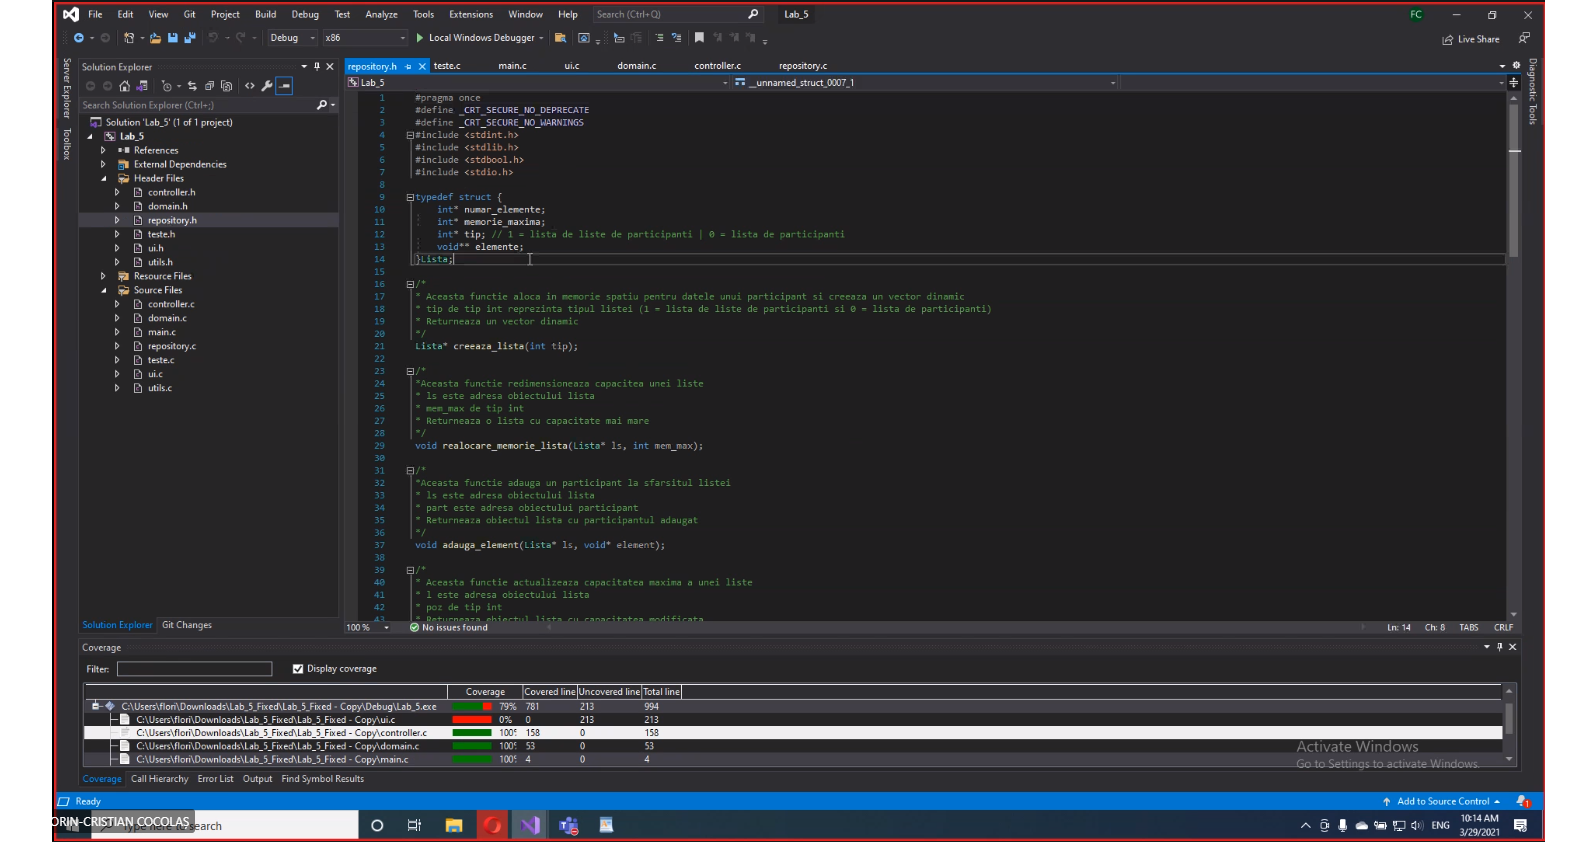 File Edit View Git Project Build Debug Test Analyze Tools Extensions Window Help Search (Ctrl+Q) Lab_5 FC
Debug x86 Local Windows Debugger Live Share
Server Explorer
Toolbox
Solution Explorer
Search Solution Explorer (Ctrl+;)
Solution 'Lab_5' (1 of 1 project)
Lab_5
References
External Dependencies
Header Files
controller.h
domain.h
repository.h
teste.h
ui.h
utils.h
Resource Files
Source Files
controller.c
domain.c
main.c
repository.c
teste.c
ui.c
utils.c
Solution Explorer Git Changes
repository.h teste.c main.c ui.c domain.c controller.c repository.c
Lab_5 __unnamed_struct_0007_1
1 #pragma once
2 #define _CRT_SECURE_NO_DEPRECATE
3 #define _CRT_SECURE_NO_WARNINGS
4 #include <stdint.h>
5 #include <stdlib.h>
6 #include <stdbool.h>
7 #include <stdio.h>
8
9 typedef struct {
10 int* numar_elemente;
11 int* memorie_maxima;
12 int* tip; // 1 = lista de liste de participanti | 0 = lista de participanti
13 void** elemente;
14 }Lista;
15
16 /*
17 * Aceasta functie aloca in memorie spatiu pentru datele unui participant si creeaza un vector dinamic
18 * tip de tip int reprezinta tipul listei (1 = lista de liste de participanti si 0 = lista de participanti)
19 * Returneaza un vector dinamic
20 */
21 Lista* creeaza_lista(int tip);
22
23 /*
24 *Aceasta functie redimensioneaza capacitea unei liste
25 * ls este adresa obiectului lista
26 * mem_max de tip int
27 * Returneaza o lista cu capacitate mai mare
28 */
29 void realocare_memorie_lista(Lista* ls, int mem_max);
30
31 /*
32 *Aceasta functie adauga un participant la sfarsitul listei
33 * ls este adresa obiectului lista
34 * part este adresa obiectului participant
35 * Returneaza obiectul lista cu participantul adaugat
36 */
37 void adauga_element(Lista* ls, void* element);
38
39 /*
40 * Aceasta functie actualizeaza capacitatea maxima a unei liste
41 * l este adresa obiectului lista
42 * poz de tip int
43 * Returneaza obiectul lista cu capacitatea modificata
100 % No issues found Ln: 14 Ch: 8 TABS CRLF
Diagnostic Tools
Coverage
Filter: Display coverage
Coverage Covered line Uncovered line Total line
C:\Users\flori\Downloads\Lab_5_Fixed\Lab_5_Fixed - Copy\Debug\Lab_5.exe 79% 781 213 994
C:\Users\flori\Downloads\Lab_5_Fixed\Lab_5_Fixed - Copy\ui.c 0% 0 213 213
C:\Users\flori\Downloads\Lab_5_Fixed\Lab_5_Fixed - Copy\controller.c 100% 158 0 158
C:\Users\flori\Downloads\Lab_5_Fixed\Lab_5_Fixed - Copy\domain.c 100% 53 0 53
C:\Users\flori\Downloads\Lab_5_Fixed\Lab_5_Fixed - Copy\main.c 100% 4 0 4
Activate Windows
Go to Settings to activate Windows.
Coverage Call Hierarchy Error List Output Find Symbol Results
Ready Add to Source Control 1
ORIN-CRISTIAN COCOLAS
Type here to search
ENG
10:14 AM
3/29/2021